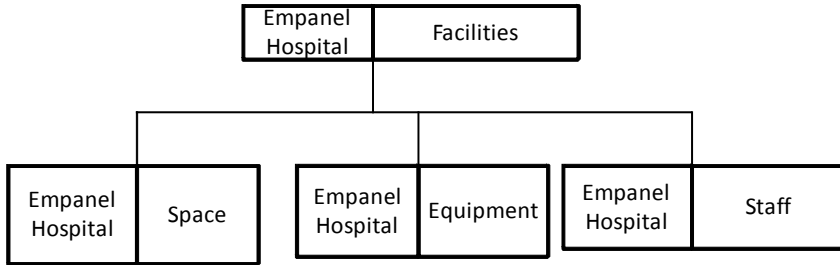 Empanel
Hospital
Facilities
Empanel
Hospital
Space
Empanel
Hospital
Equipment
Empanel
Hospital
Staff